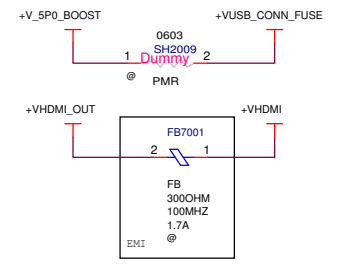 +V_5P0_BOOST +VUSB_CONN_FUSE
0603
SH2009
1 Dummy 2
@ PMR
+VHDMI_OUT +VHDMI
FB7001
2 1
FB
300OHM
100MHZ
1.7A
@
EMI